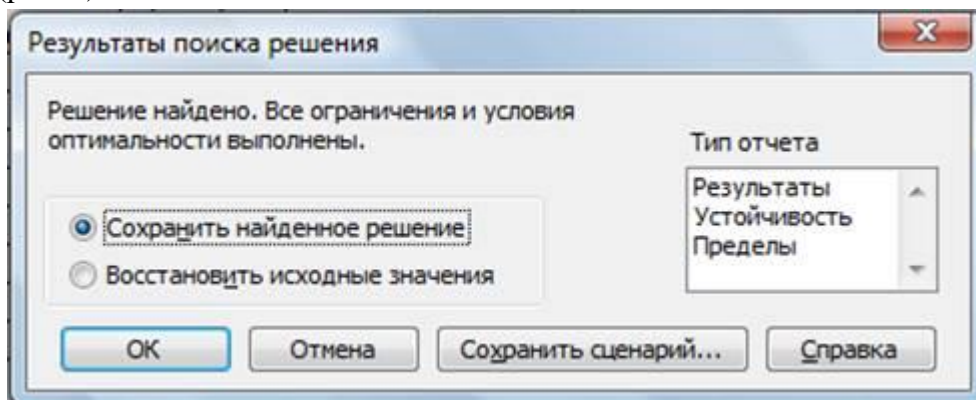 Результаты поиска решения
Решение найдено. Все ограничения и условия
оптимальности выполнены.
Тип отчета
Результаты
Устойчивость
Пределы
Сохранить найденное решение
Восстановить исходные значения
ОК
Отмена
Сохранить сценарий...
Справка